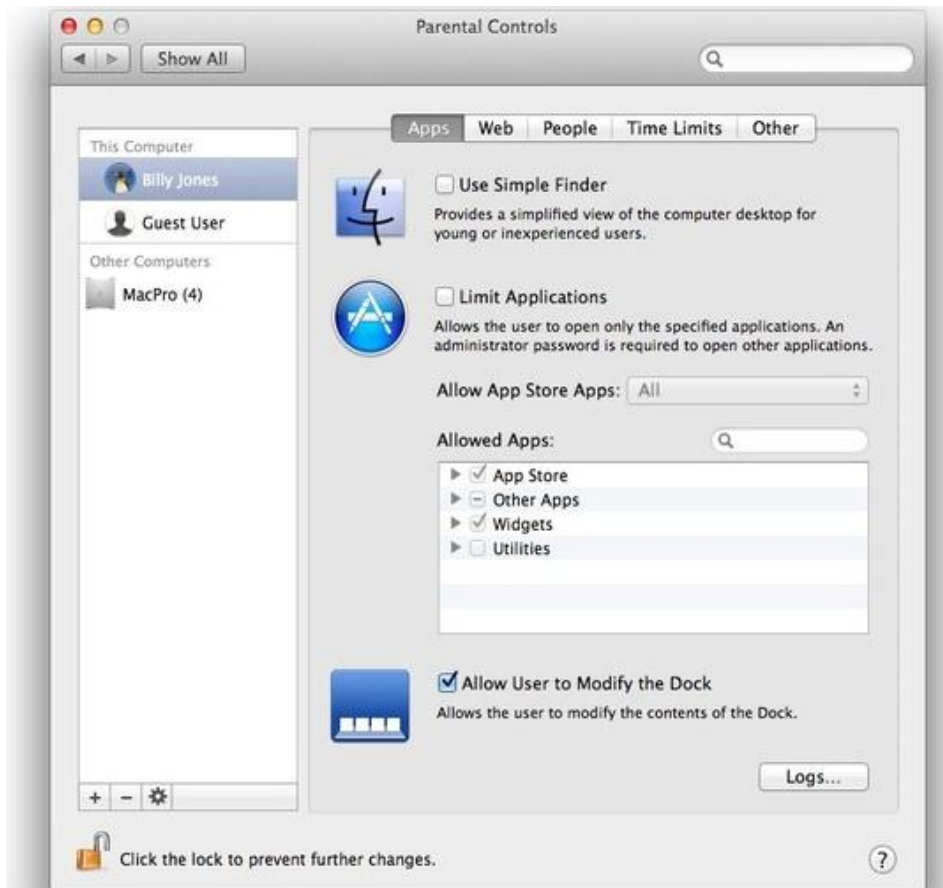 Parental Controls
Show All
Apps Web People Time Limits Other
This Computer
Billy Jones
Guest User
Other Computers
MacPro (4)
Use Simple Finder
Provides a simplified view of the computer desktop for
young or inexperienced users.
Limit Applications
Allows the user to open only the specified applications. An
administrator password is required to open other applications.
Allow App Store Apps: All
Allowed Apps:
App Store
Other Apps
Widgets
Utilities
Allow User to Modify the Dock
Allows the user to modify the contents of the Dock.
Logs...
Click the lock to prevent further changes.
?